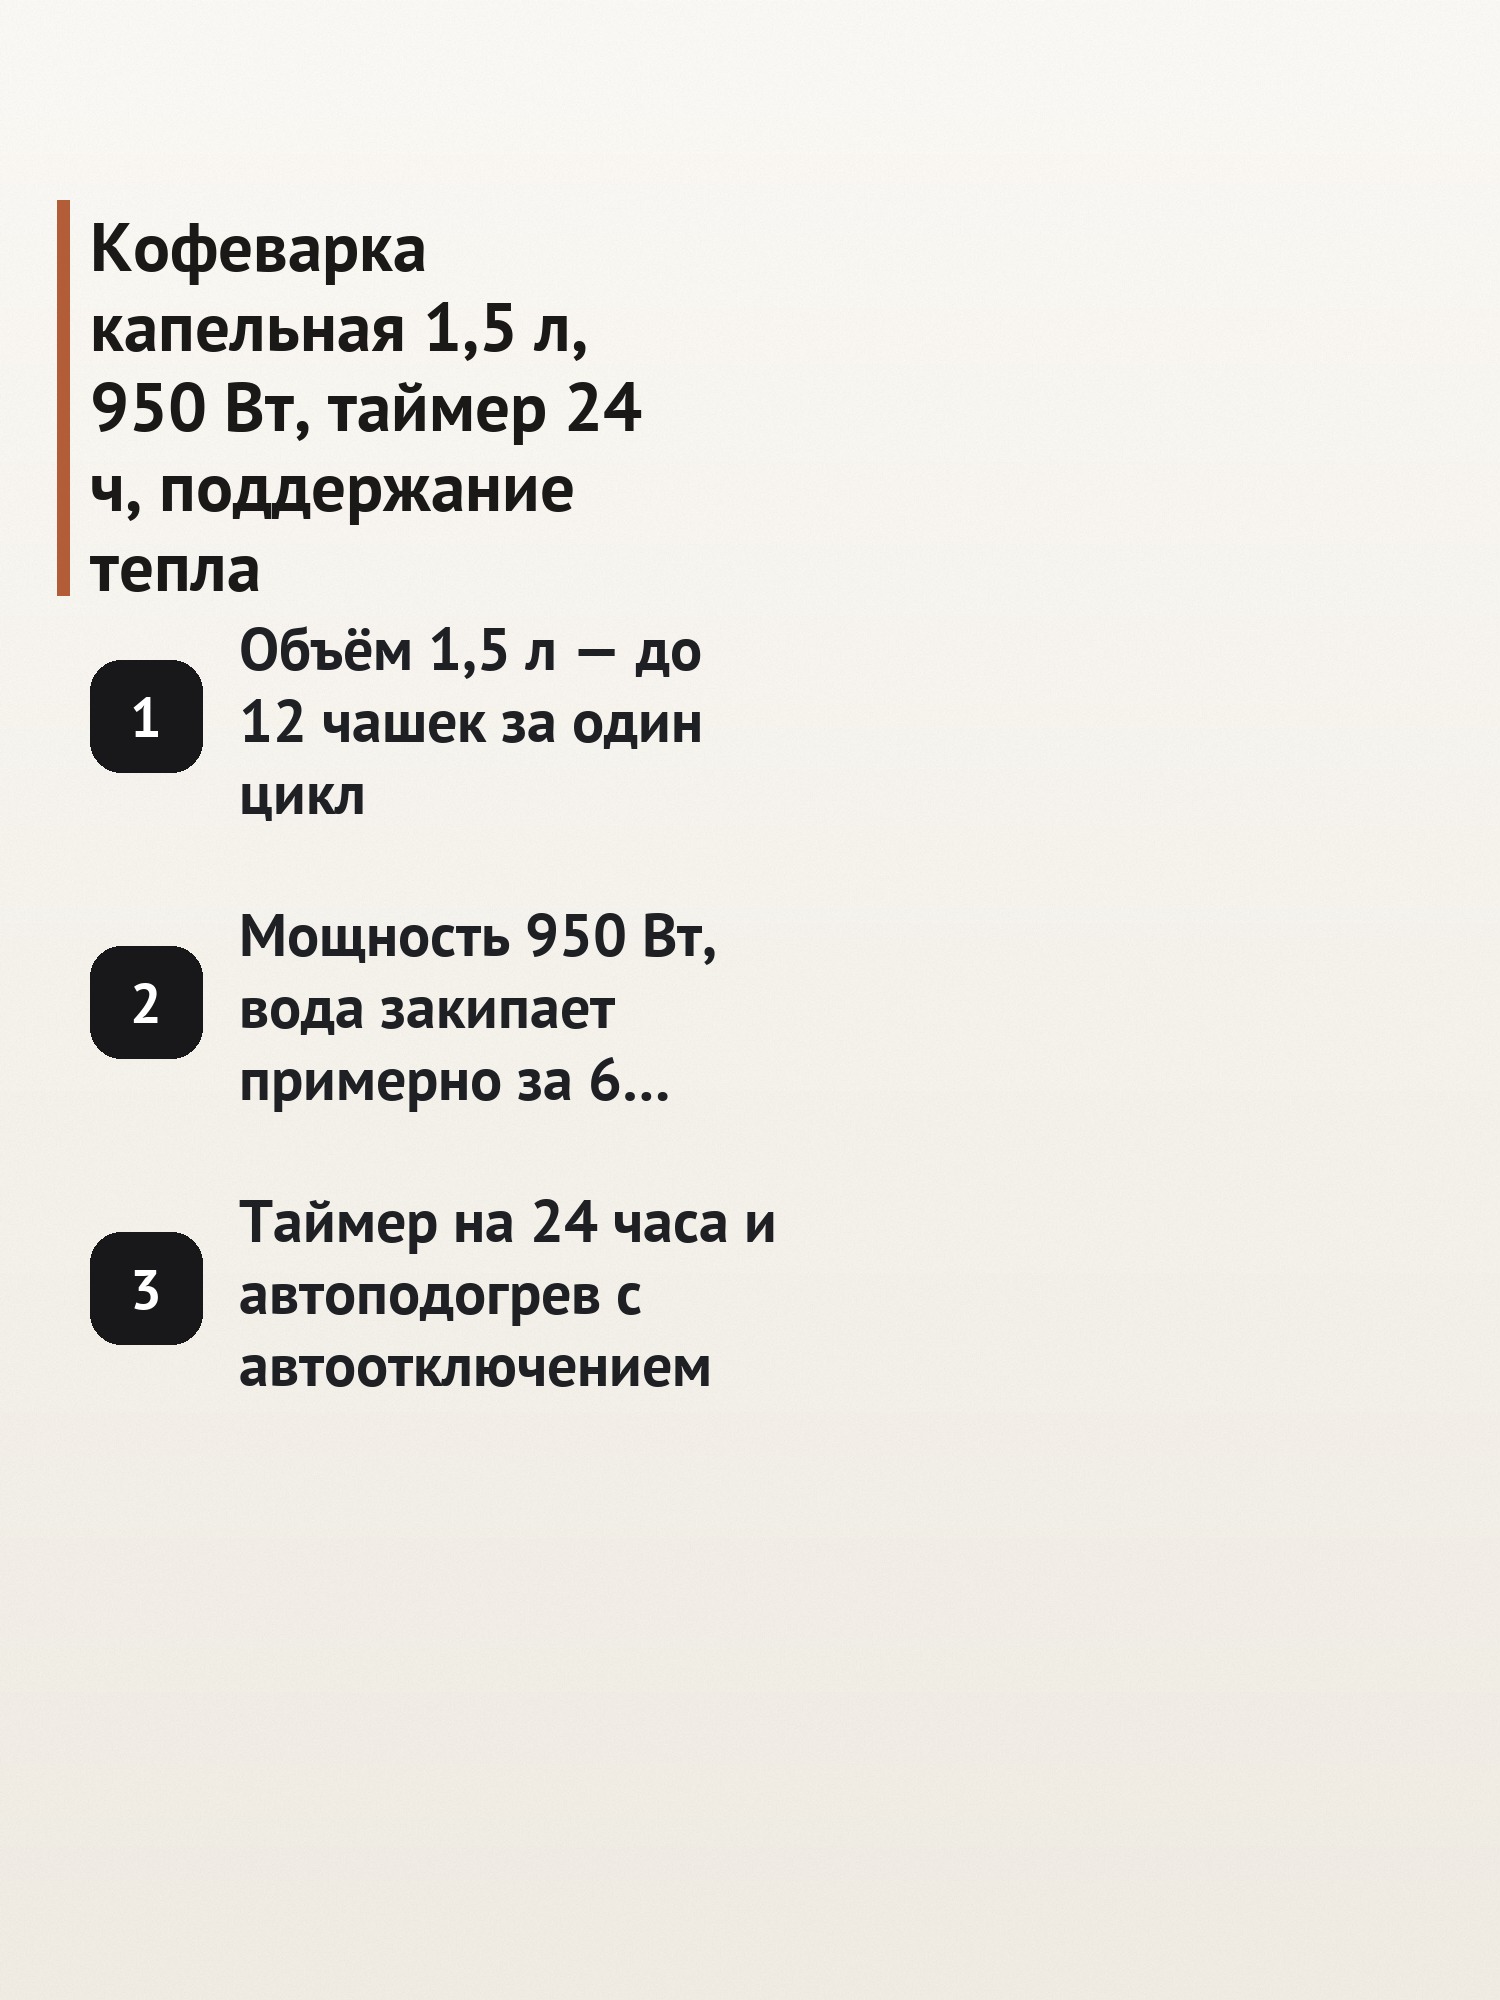 Кофеварка
капельная 1,5 л,
950 Вт, таймер 24
ч, поддержание
тепла
Объём 1,5 л — до
12 чашек за один
цикл
1
Мощность 950 Вт,
вода закипает
примерно за 6...
2
Таймер на 24 часа и
автоподогрев с
автоотключением
3